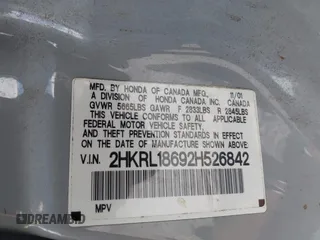 MFD. BY HONDA OF CANADA MFG. 11/01
A DIVISION OF HONDA CANADA INC. CANADA
GVWR 5665LBS GAWR F 2833LBS R 2845LBS
THIS VEHICLE CONFORMS TO ALL APPLICABLE
FEDERAL MOTOR VEHICLE SAFETY
AND THEFT PREVENTION STANDARDS IN EFFECT
ON THE DATE OF MANUFACTURE SHOWN ABOVE.
V.I.N. 2HKRL18692H526842
MPV
DREAMBID